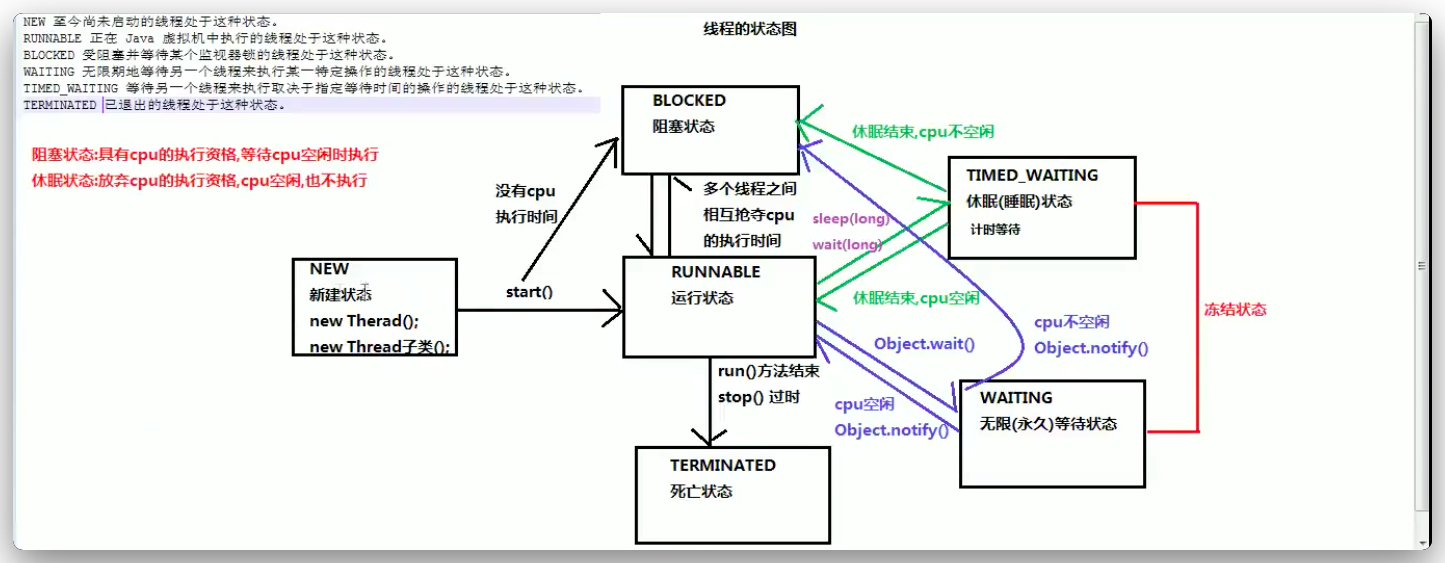 NEW 至今尚未启动的线程处于这种状态。
RUNNABLE 正在 Java 虚拟机中执行的线程处于这种状态。
BLOCKED 受阻塞并等待某个监视器锁的线程处于这种状态。
WAITING 无限期地等待另一个线程来执行某一特定操作的线程处于这种状态。
TIMED_WAITING 等待另一个线程来执行取决于指定等待时间的操作的线程处于这种状态。
TERMINATED 已退出的线程处于这种状态。
线程的状态图
阻塞状态:具有cpu的执行资格,等待cpu空闲时执行
休眠状态:放弃cpu的执行资格,cpu空闲,也不执行
BLOCKED
阻塞状态
休眠结束,cpu不空闲
没有cpu
执行时间
多个线程之间
相互抢夺cpu
的执行时间
sleep(long)
wait(long)
TIMED_WAITING
休眠(睡眠)状态
计时等待
NEW
新建状态
new Therad();
new Thread子类();
start()
RUNNABLE
运行状态
休眠结束,cpu空闲
冻结状态
Object.wait()
cpu不空闲
Object.notify()
run()方法结束
stop() 过时
cpu空闲
Object.notify()
WAITING
无限(永久)等待状态
TERMINATED
死亡状态